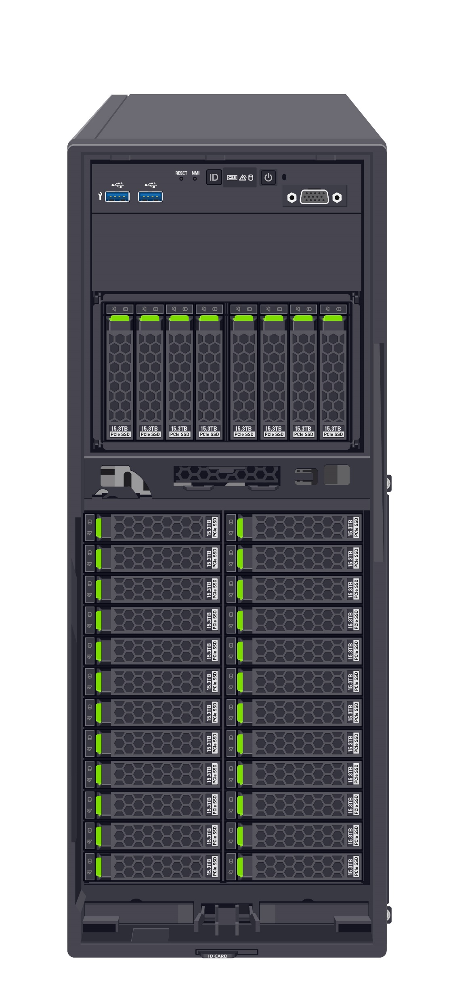 RESET NMI
ID
CSS
15.3TB 15.3TB 15.3TB 15.3TB 15.3TB 15.3TB 15.3TB 15.3TB
PCIe SSD PCIe SSD PCIe SSD PCIe SSD PCIe SSD PCIe SSD PCIe SSD PCIe SSD
15.3TB
PCIe SSD
15.3TB
PCIe SSD
15.3TB
PCIe SSD
15.3TB
PCIe SSD
15.3TB
PCIe SSD
15.3TB
PCIe SSD
15.3TB
PCIe SSD
15.3TB
PCIe SSD
15.3TB
PCIe SSD
15.3TB
PCIe SSD
15.3TB
PCIe SSD
15.3TB
PCIe SSD
15.3TB
PCIe SSD
15.3TB
PCIe SSD
15.3TB
PCIe SSD
15.3TB
PCIe SSD
15.3TB
PCIe SSD
15.3TB
PCIe SSD
15.3TB
PCIe SSD
15.3TB
PCIe SSD
15.3TB
PCIe SSD
15.3TB
PCIe SSD
15.3TB
PCIe SSD
15.3TB
PCIe SSD
ID CARD